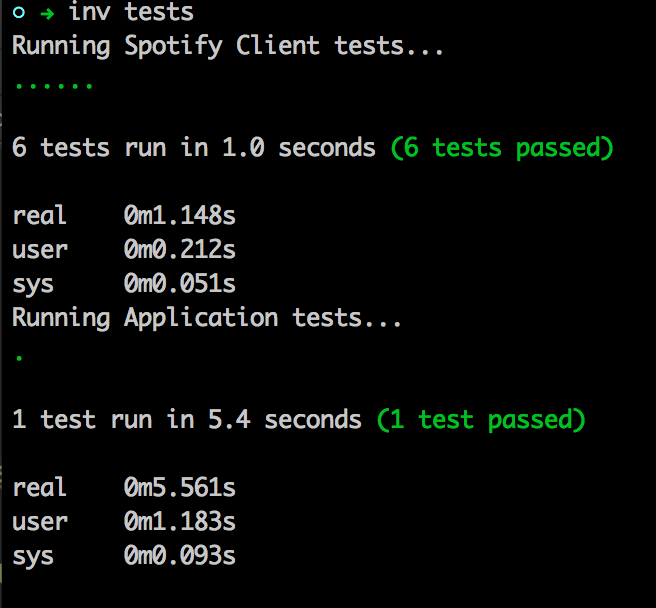 ○ → inv tests
Running Spotify Client tests...
......
6 tests run in 1.0 seconds (6 tests passed)
real 0m1.148s
user 0m0.212s
sys 0m0.051s
Running Application tests...
.
1 test run in 5.4 seconds (1 test passed)
real 0m5.561s
user 0m1.183s
sys 0m0.093s